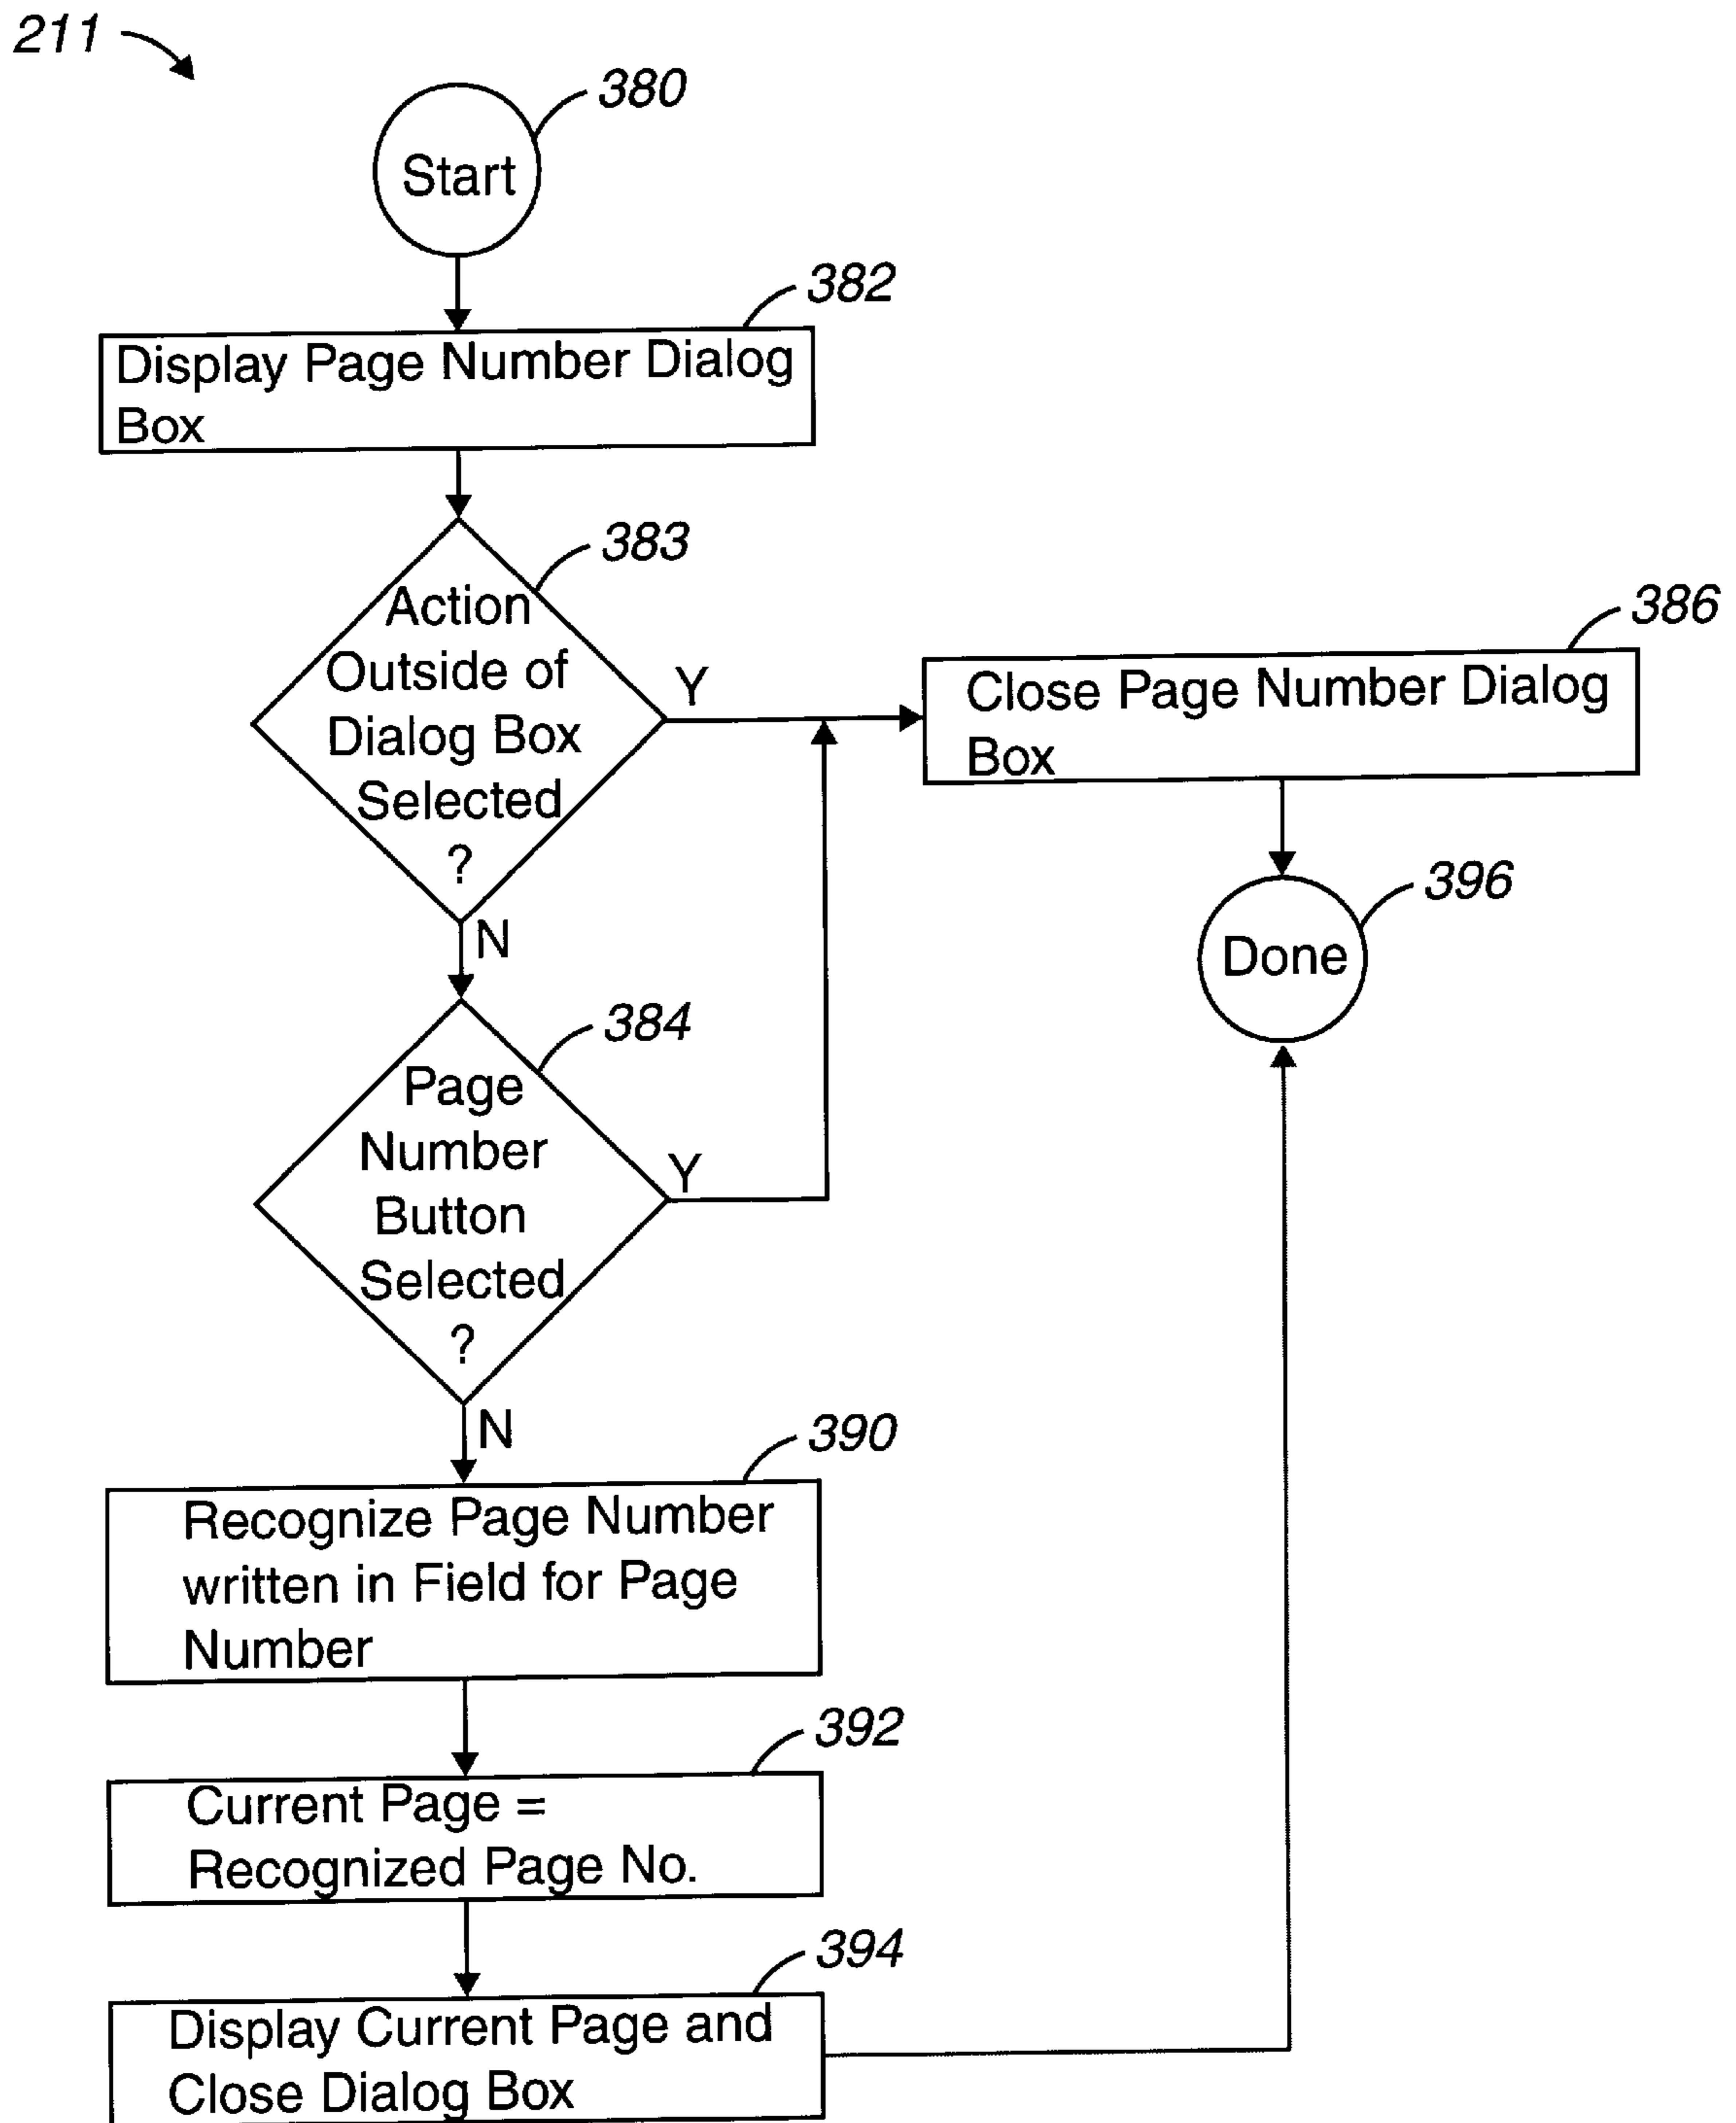 211
380
Start
382
Display Page Number Dialog
Box
383
Action
Outside of
Dialog Box
Selected
?
Y
N
386
Close Page Number Dialog
Box
396
Done
384
Page
Number
Button
Selected
?
Y
N
390
Recognize Page Number
written in Field for Page
Number
392
Current Page =
Recognized Page No.
394
Display Current Page and
Close Dialog Box